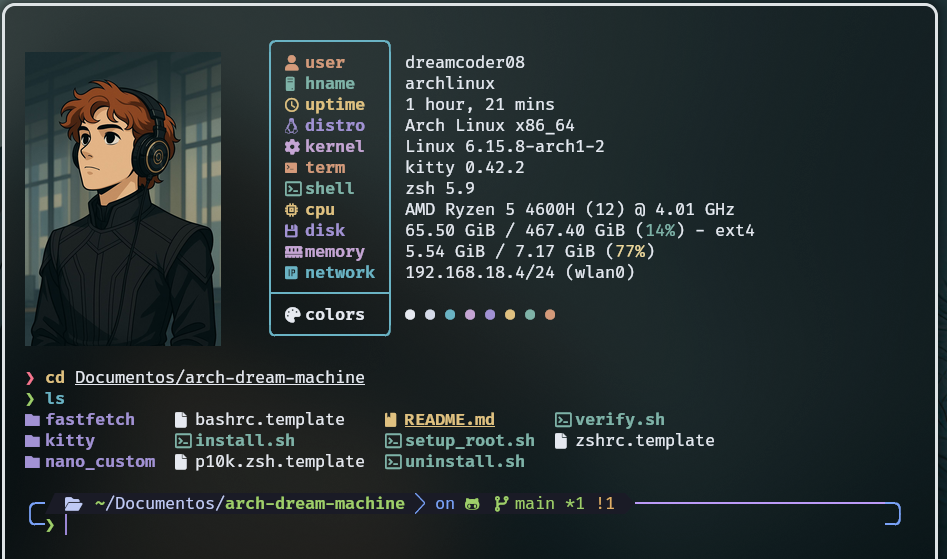 user dreamcoder08
hname archlinux
uptime 1 hour, 21 mins
distro Arch Linux x86_64
kernel Linux 6.15.8-arch1-2
term kitty 0.42.2
shell zsh 5.9
cpu AMD Ryzen 5 4600H (12) @ 4.01 GHz
disk 65.50 GiB / 467.40 GiB (14%) - ext4
memory 5.54 GiB / 7.17 GiB (77%)
IP network 192.168.18.4/24 (wlan0)
colors
❯ cd Documentos/arch-dream-machine
❯ ls
fastfetch bashrc.template README.md verify.sh
kitty install.sh setup_root.sh zshrc.template
nano_custom p10k.zsh.template uninstall.sh
~/Documentos/arch-dream-machine on main *1 !1
❯